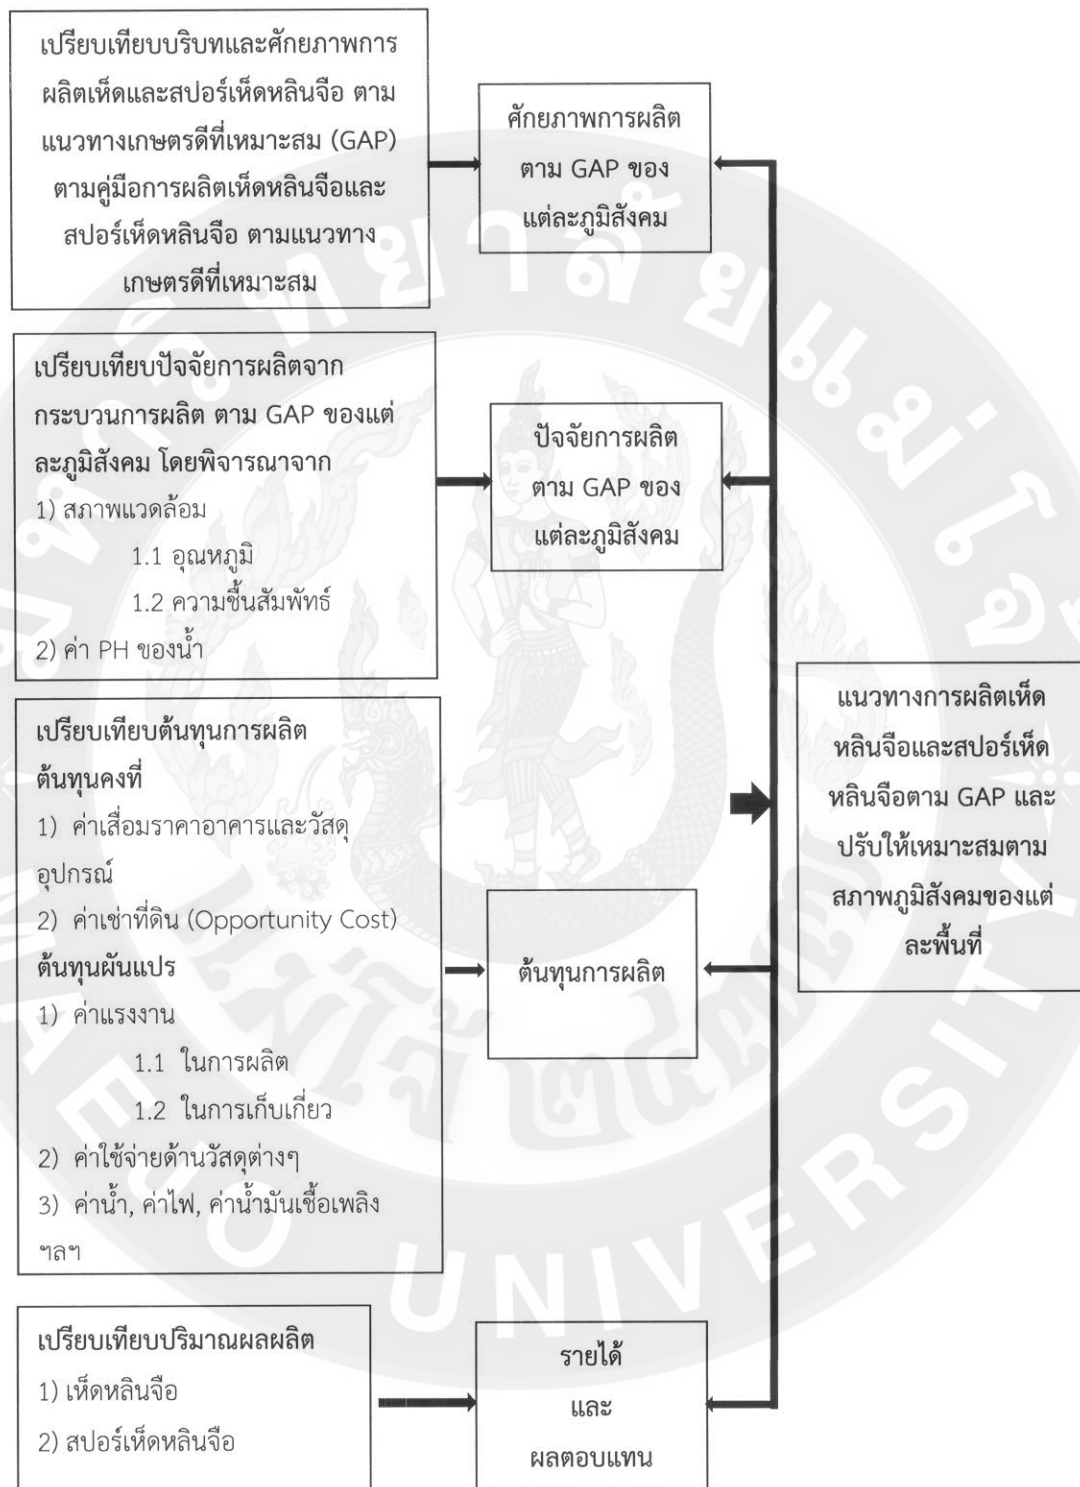 เปรียบเทียบบริบทและศักยภาพการ
ผลิตเห็ดและสปอร์เห็ดหลินจือ ตาม
แนวทางเกษตรดีที่เหมาะสม (GAP)
ตามคู่มือการผลิตเห็ดหลินจือและ
สปอร์เห็ดหลินจือ ตามแนวทาง
เกษตรดีที่เหมาะสม
ศักยภาพการผลิต
ตาม GAP ของ
แต่ละภูมิสังคม
เปรียบเทียบปัจจัยการผลิตจาก
กระบวนการผลิต ตาม GAP ของแต่
ละภูมิสังคม โดยพิจารณาจาก
1) สภาพแวดล้อม
1.1 อุณหภูมิ
1.2 ความชื้นสัมพัทธ์
2) ค่า PH ของน้ำ
ปัจจัยการผลิต
ตาม GAP ของ
แต่ละภูมิสังคม
เปรียบเทียบต้นทุนการผลิต
ต้นทุนคงที่
1) ค่าเสื่อมราคาอาคารและวัสดุ
อุปกรณ์
2) ค่าเช่าที่ดิน (Opportunity Cost)
ต้นทุนผันแปร
1) ค่าแรงงาน
1.1 ในการผลิต
1.2 ในการเก็บเกี่ยว
2) ค่าใช้จ่ายด้านวัสดุต่างๆ
3) ค่าน้ำ, ค่าไฟ, ค่าน้ำมันเชื้อเพลิง
ฯลฯ
ต้นทุนการผลิต
เปรียบเทียบปริมาณผลผลิต
1) เห็ดหลินจือ
2) สปอร์เห็ดหลินจือ
รายได้
และ
ผลตอบแทน
แนวทางการผลิตเห็ด
หลินจือและสปอร์เห็ด
หลินจือตาม GAP และ
ปรับให้เหมาะสมตาม
สภาพภูมิสังคมของแต่
ละพื้นที่
มหาวิทยาลัยแม่โจ้
MAEJO UNIVERSITY
แม่โจ้ ๒๔๗๗